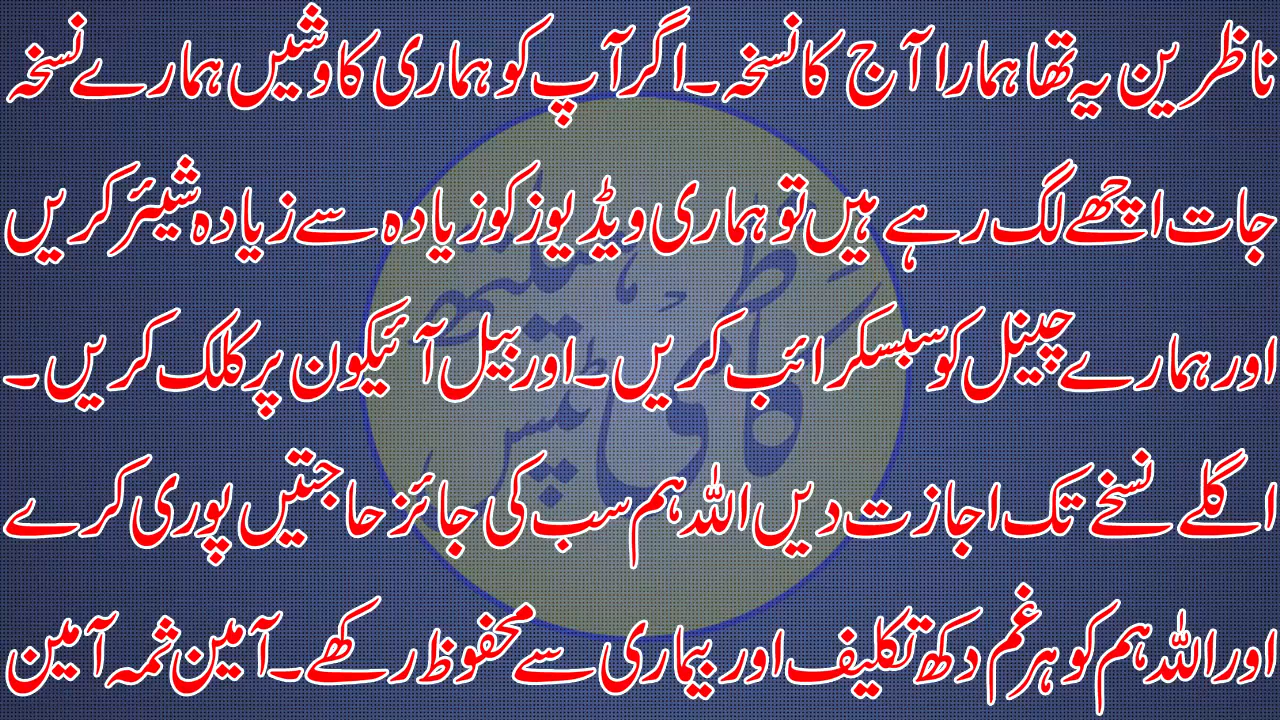 ناظرین یہ تھا ہمارا آج کا نسخہ۔ اگر آپ کو ہماری کاوشیں ہمارے نسخہ
جات اچھے لگ رہے ہیں تو ہماری ویڈیوز کو زیادہ سے زیادہ شیئر کریں
اور ہمارے چینل کو سبسکرائب کریں۔ اور بیل آئیکون پر کلک کریں۔
اگلے نسخے تک اجازت دیں اللہ ہم سب کی جائز حاجتیں پوری کرے
اور اللہ ہم کو ہر غم دکھ تکلیف اور بیماری سے محفوظ رکھے۔ آمین ثمہ آمین
کاظمی ہیلتھ
ٹپس